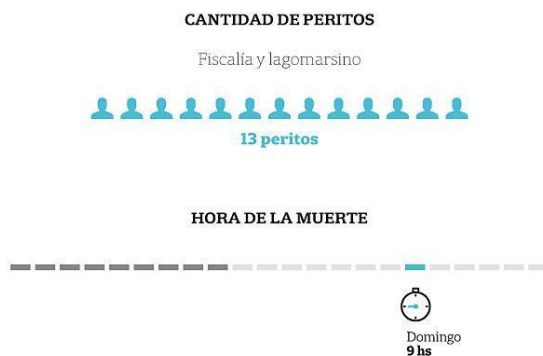 CANTIDAD DE PERITOS
Fiscalía y lagomarsino
13 peritos
HORA DE LA MUERTE
Domingo
9 hs